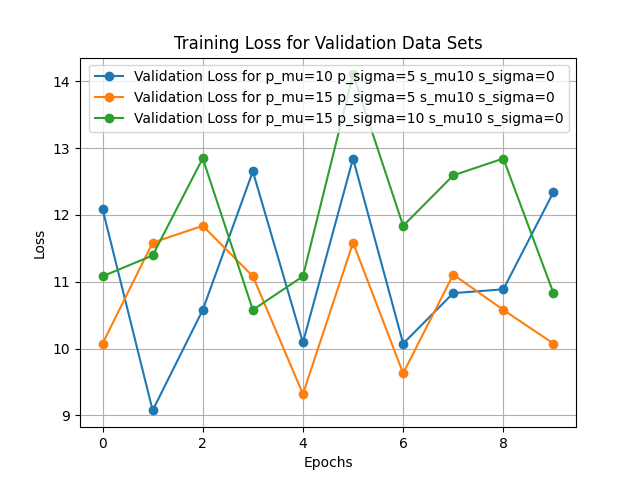 Training Loss for Validation Data Sets
Validation Loss for p_mu=10 p_sigma=5 s_mu10 s_sigma=0
Validation Loss for p_mu=15 p_sigma=5 s_mu10 s_sigma=0
Validation Loss for p_mu=15 p_sigma=10 s_mu10 s_sigma=0
14
13
12
11
10
9
Loss
0 2 4 6 8
Epochs